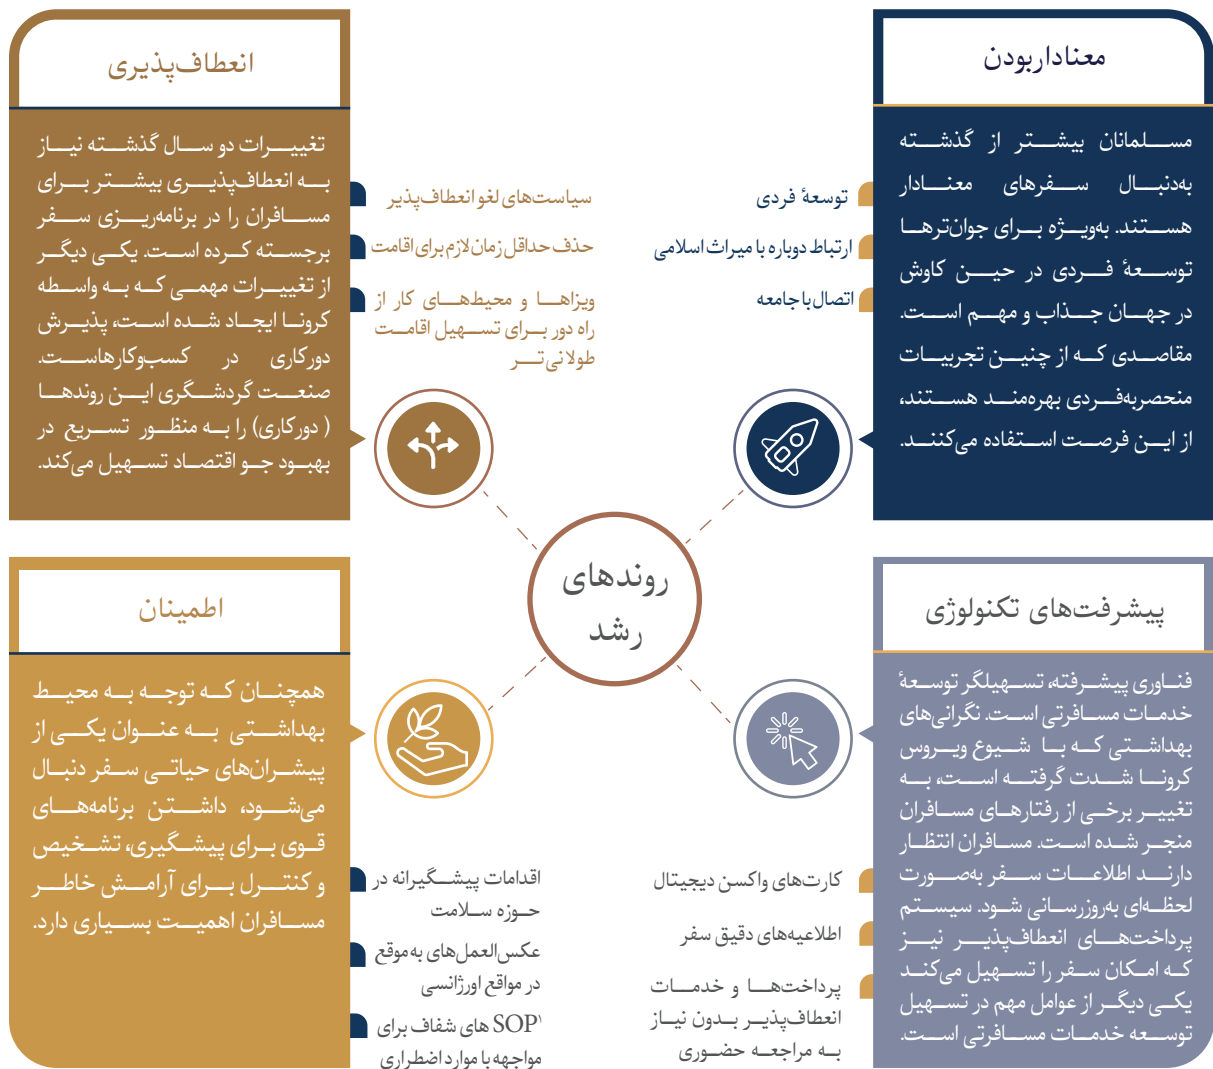 معناداربودن
مسلمانان بیشتر از گذشته
به‌دنبال سفرهای معنادار
هستند. به‌ویژه برای جوان‌ترها
توسعهٔ فردی در حین کاوش
در جهان جذاب و مهم است.
مقاصدی که از چنین تجربیات
منحصربه‌فردی بهره‌مند هستند،
از این فرصت استفاده می‌کنند.
توسعهٔ فردی
ارتباط دوباره با میراث اسلامی
اتصال با جامعه
انعطاف‌پذیری
تغییرات دو سال گذشته نیاز
به انعطاف‌پذیری بیشتر برای
مسافران را در برنامه‌ریزی سفر
برجسته کرده است. یکی دیگر
از تغییرات مهمی که به واسطه
کرونا ایجاد شده است، پذیرش
دورکاری در کسب‌وکارهاست.
صنعت گردشگری این روندها
( دورکاری) را به منظور تسریع در
بهبود جو اقتصاد تسهیل می‌کند.
سیاست‌های لغو انعطاف‌پذیر
حذف حداقل زمان لازم برای اقامت
ویزاها و محیط‌های کار از
راه دور برای تسهیل اقامت
طولانی‌تر
روندهای
رشد
پیشرفت‌های تکنولوژی
فناوری پیشرفته، تسهیلگر توسعهٔ
خدمات مسافرتی است. نگرانی‌های
بهداشتی که با شیوع ویروس
کرونا شدت گرفته است، به
تغییر برخی از رفتارهای مسافران
منجر شده است. مسافران انتظار
دارند اطلاعات سفر به‌صورت
لحظه‌ای به‌روزرسانی شود. سیستم
پرداخت‌های انعطاف‌پذیر نیز
که امکان سفر را تسهیل می‌کند
یکی دیگر از عوامل مهم در تسهیل
توسعه خدمات مسافرتی است.
کارت‌های واکسن دیجیتال
اطلاعیه‌های دقیق سفر
پرداخت‌ها و خدمات
انعطاف‌پذیر بدون نیاز
به مراجعه حضوری
اطمینان
همچنان که توجه به محیط
بهداشتی به عنوان یکی از
پیشران‌های حیاتی سفر دنبال
می‌شود، داشتن برنامه‌های
قوی برای پیشگیری، تشخیص
و کنترل برای آرامش خاطر
مسافران اهمیت بسیاری دارد.
اقدامات پیشگیرانه در
حوزه سلامت
عکس‌العمل‌های به‌موقع
در مواقع اورژانسی
SOP¹ های شفاف برای
مواجهه با موارد اضطراری